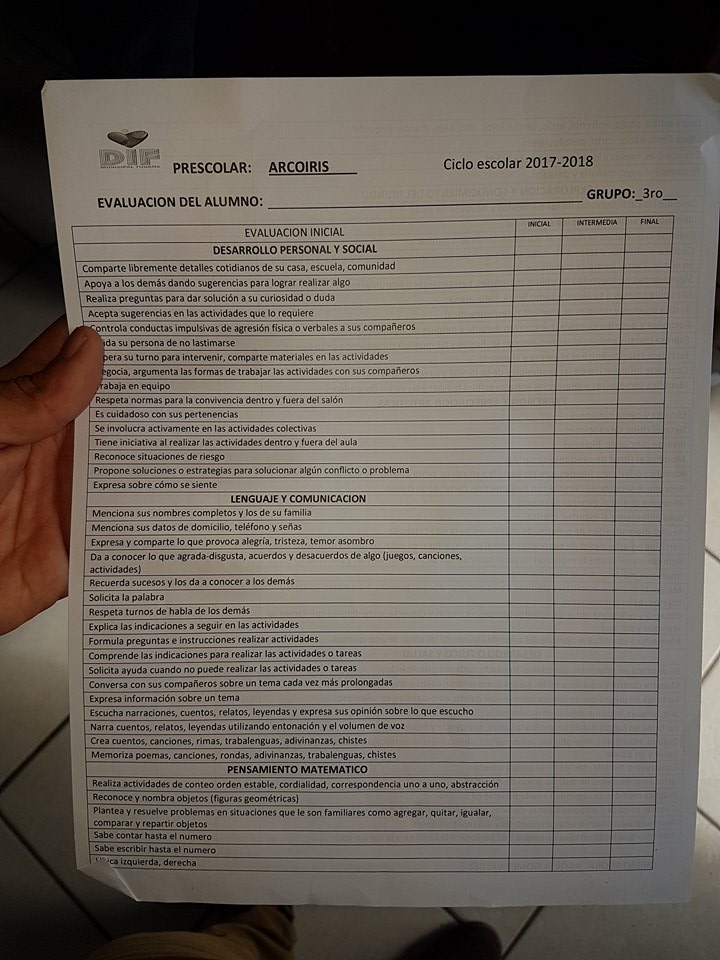 DIF
MUNICIPAL TIJUANA
PRESCOLAR: ARCOIRIS
Ciclo escolar 2017-2018
EVALUACION DEL ALUMNO: GRUPO:_3ro__
EVALUACION INICIAL INICIAL INTERMEDIA FINAL
DESARROLLO PERSONAL Y SOCIAL
Comparte libremente detalles cotidianos de su casa, escuela, comunidad
Apoya a los demás dando sugerencias para lograr realizar algo
Realiza preguntas para dar solución a su curiosidad o duda
Acepta sugerencias en las actividades que lo requiere
Controla conductas impulsivas de agresión física o verbales a sus compañeros
su persona de no lastimarse
su turno para intervenir, comparte materiales en las actividades
negocia, argumenta las formas de trabajar las actividades con sus compañeros
Trabaja en equipo
Respeta normas para la convivencia dentro y fuera del salón
Es cuidadoso con sus pertenencias
Se involucra activamente en las actividades colectivas
Tiene iniciativa al realizar las actividades dentro y fuera del aula
Reconoce situaciones de riesgo
Propone soluciones o estrategias para solucionar algún conflicto o problema
Expresa sobre cómo se siente
LENGUAJE Y COMUNICACION
Menciona sus nombres completos y los de su familia
Menciona sus datos de domicilio, teléfono y señas
Expresa y comparte lo que provoca alegría, tristeza, temor asombro
Da a conocer lo que agrada-disgusta, acuerdos y desacuerdos de algo (juegos, canciones,
actividades)
Recuerda sucesos y los da a conocer a los demás
Solicita la palabra
Respeta turnos de habla de los demás
Explica las indicaciones a seguir en las actividades
Formula preguntas e instrucciones realizar actividades
Comprende las indicaciones para realizar las actividades o tareas
Solicita ayuda cuando no puede realizar las actividades o tareas
Conversa con sus compañeros sobre un tema cada vez más prolongadas
Expresa información sobre un tema
Escucha narraciones, cuentos, relatos, leyendas y expresa sus opinión sobre lo que escucho
Narra cuentos, relatos, leyendas utilizando entonación y el volumen de voz
Crea cuentos, canciones, rimas, trabalenguas, adivinanzas, chistes
Memoriza poemas, canciones, rondas, adivinanzas, trabalenguas, chistes
PENSAMIENTO MATEMATICO
Realiza actividades de conteo orden estable, cordialidad, correspondencia uno a uno, abstracción
Reconoce y nombra objetos (figuras geométricas)
Plantea y resuelve problemas en situaciones que le son familiares como agregar, quitar, igualar,
comparar y repartir objetos
Sabe contar hasta el numero
Sabe escribir hasta el numero
Ubica izquierda, derecha